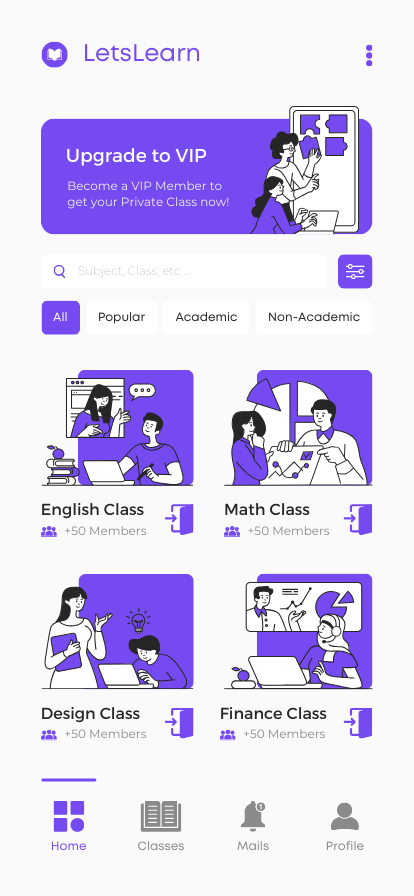 LetsLearn
Upgrade to VIP
Become a VIP Member to
get your Private Class now!
Subject, Class, etc ..
All Popular Academic Non-Academic
English Class
+50 Members
Math Class
+50 Members
Design Class
+50 Members
Finance Class
+50 Members
1
Home Classes Mails Profile